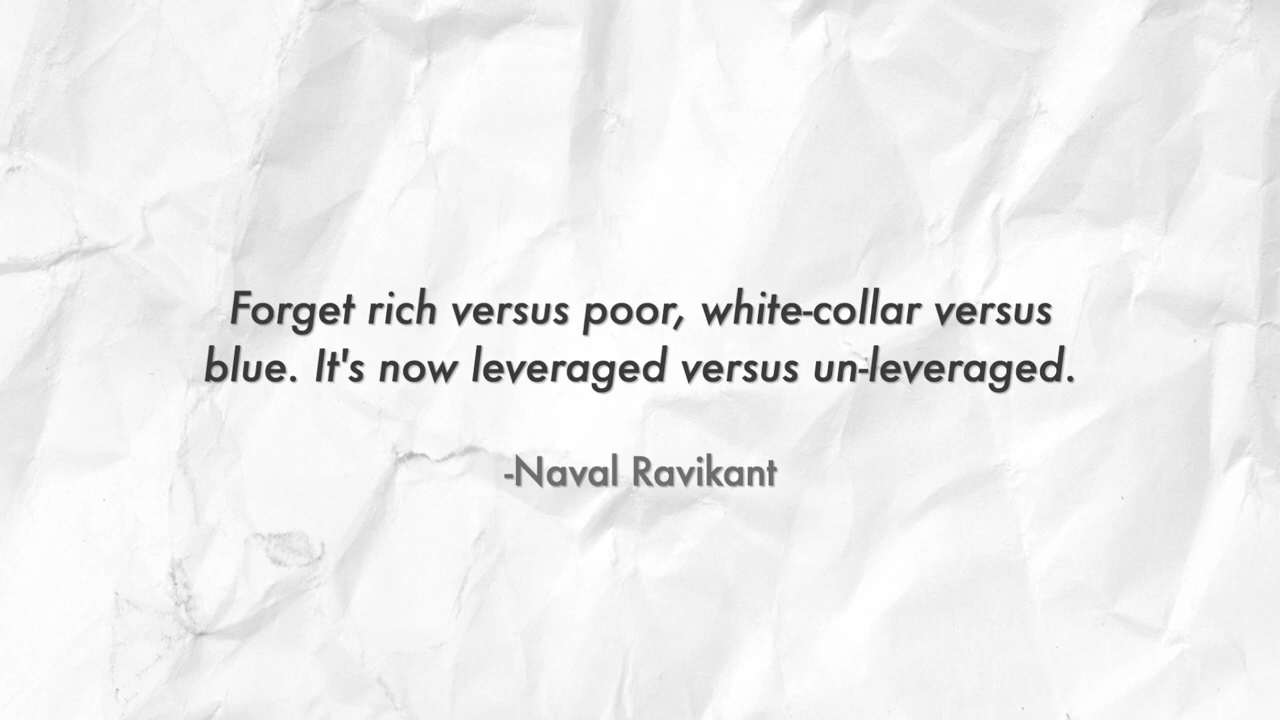 Forget rich versus poor, white-collar versus
blue. It's now leveraged versus un-leveraged.
-Naval Ravikant